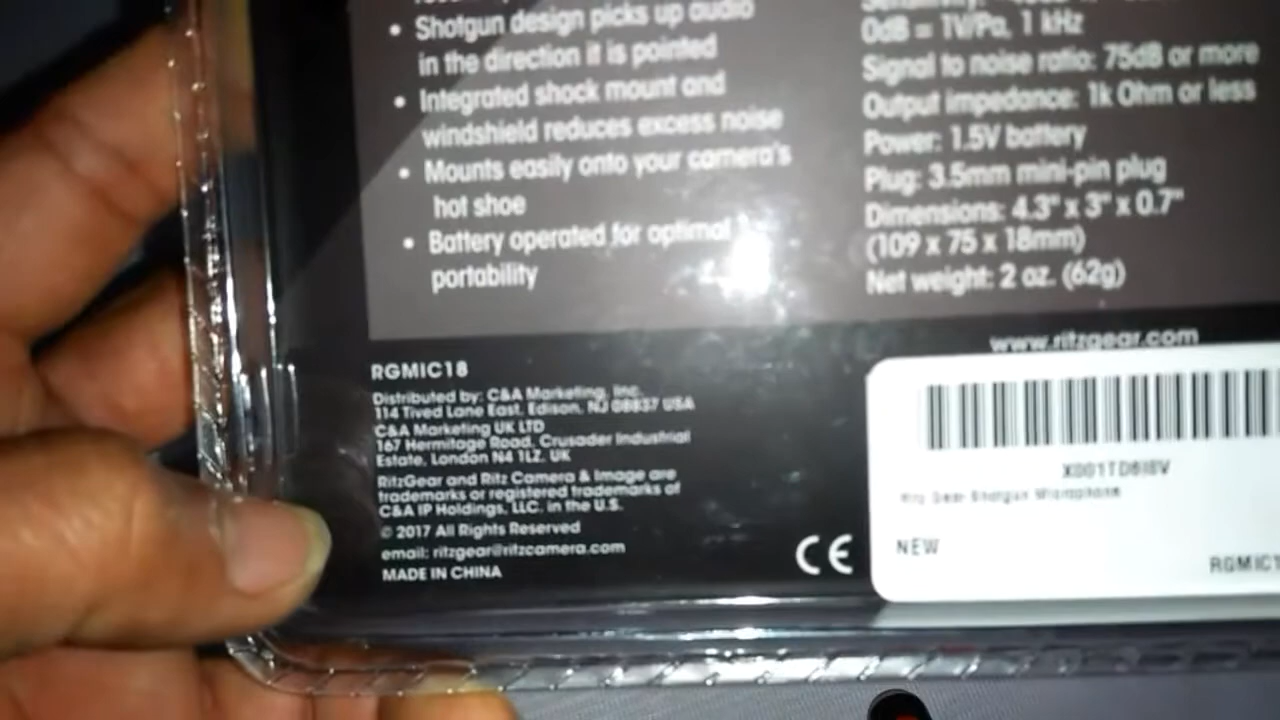 • Shotgun design picks up audio
in the direction it is pointed
• Integrated shock mount and
windshield reduces excess noise
• Mounts easily onto your camera's
hot shoe
• Battery operated for optimal
portability
0dB = 1V/Pa, 1 kHz
Signal to noise ratio: 75dB or more
Output impedance: 1k Ohm or less
Power: 1.5V battery
Plug: 3.5mm mini-pin plug
Dimensions: 4.3" x 3" x 0.7"
(109 x 75 x 18mm)
Net weight: 2 oz. (62g)
www.ritzgear.com
RGMIC18
Distributed by: C&A Marketing, Inc.
114 Tived Lane East, Edison, NJ 08837 USA
C&A Marketing UK LTD
167 Hermitage Road, Crusader Industrial
Estate, London N4 1LZ, UK
RitzGear and Ritz Camera & Image are
trademarks or registered trademarks of
C&A IP Holdings, LLC. in the U.S.
© 2017 All Rights Reserved
email: ritzgear@ritzcamera.com
MADE IN CHINA
CE
Gear Shotgun Microphone
NEW
RGMIC1